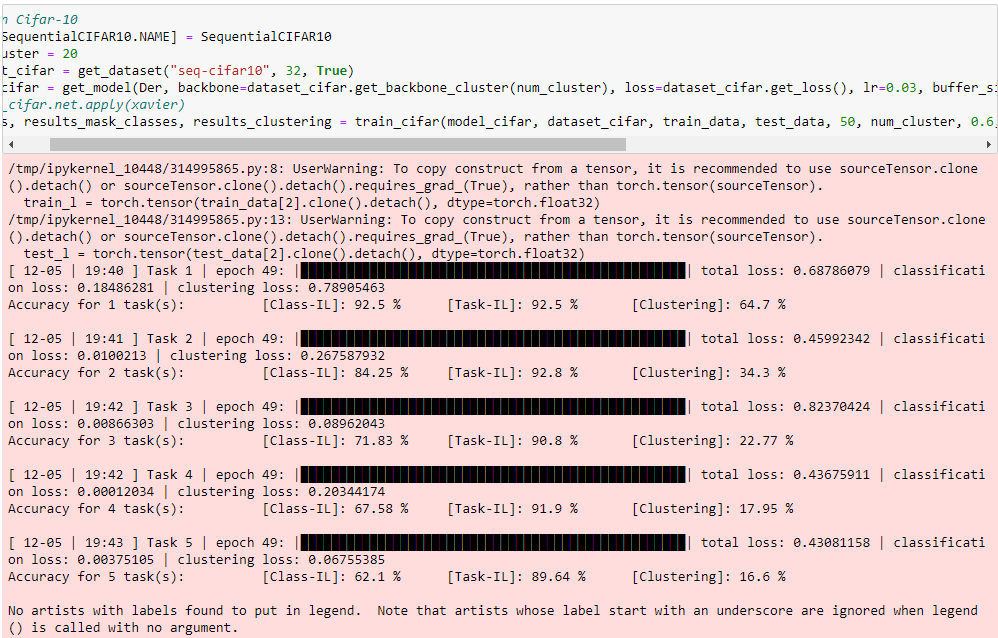 n Cifar-10
SequentialCIFAR10.NAME] = SequentialCIFAR10
uster = 20
t_cifar = get_dataset("seq-cifar10", 32, True)
cifar = get_model(Der, backbone=dataset_cifar.get_backbone_cluster(num_cluster), loss=dataset_cifar.get_loss(), lr=0.03, buffer_si
_cifar.net.apply(xavier)
s, results_mask_classes, results_clustering = train_cifar(model_cifar, dataset_cifar, train_data, test_data, 50, num_cluster, 0.6,
/tmp/ipykernel_10448/314995865.py:8: UserWarning: To copy construct from a tensor, it is recommended to use sourceTensor.clone
().detach() or sourceTensor.clone().detach().requires_grad_(True), rather than torch.tensor(sourceTensor).
train_l = torch.tensor(train_data[2].clone().detach(), dtype=torch.float32)
/tmp/ipykernel_10448/314995865.py:13: UserWarning: To copy construct from a tensor, it is recommended to use sourceTensor.clone
().detach() or sourceTensor.clone().detach().requires_grad_(True), rather than torch.tensor(sourceTensor).
test_l = torch.tensor(test_data[2].clone().detach(), dtype=torch.float32)
[ 12-05 | 19:40 ] Task 1 | epoch 49: || total loss: 0.68786079 | classificati
on loss: 0.18486281 | clustering loss: 0.78905463
Accuracy for 1 task(s): [Class-IL]: 92.5 % [Task-IL]: 92.5 % [Clustering]: 64.7 %
[ 12-05 | 19:41 ] Task 2 | epoch 49: || total loss: 0.45992342 | classificati
on loss: 0.0100213 | clustering loss: 0.267587932
Accuracy for 2 task(s): [Class-IL]: 84.25 % [Task-IL]: 92.8 % [Clustering]: 34.3 %
[ 12-05 | 19:42 ] Task 3 | epoch 49: || total loss: 0.82370424 | classificati
on loss: 0.00866303 | clustering loss: 0.08962043
Accuracy for 3 task(s): [Class-IL]: 71.83 % [Task-IL]: 90.8 % [Clustering]: 22.77 %
[ 12-05 | 19:42 ] Task 4 | epoch 49: || total loss: 0.43675911 | classificati
on loss: 0.00012034 | clustering loss: 0.20344174
Accuracy for 4 task(s): [Class-IL]: 67.58 % [Task-IL]: 91.9 % [Clustering]: 17.95 %
[ 12-05 | 19:43 ] Task 5 | epoch 49: || total loss: 0.43081158 | classificati
on loss: 0.00375105 | clustering loss: 0.06755385
Accuracy for 5 task(s): [Class-IL]: 62.1 % [Task-IL]: 89.64 % [Clustering]: 16.6 %
No artists with labels found to put in legend.  Note that artists whose label start with an underscore are ignored when legend
() is called with no argument.